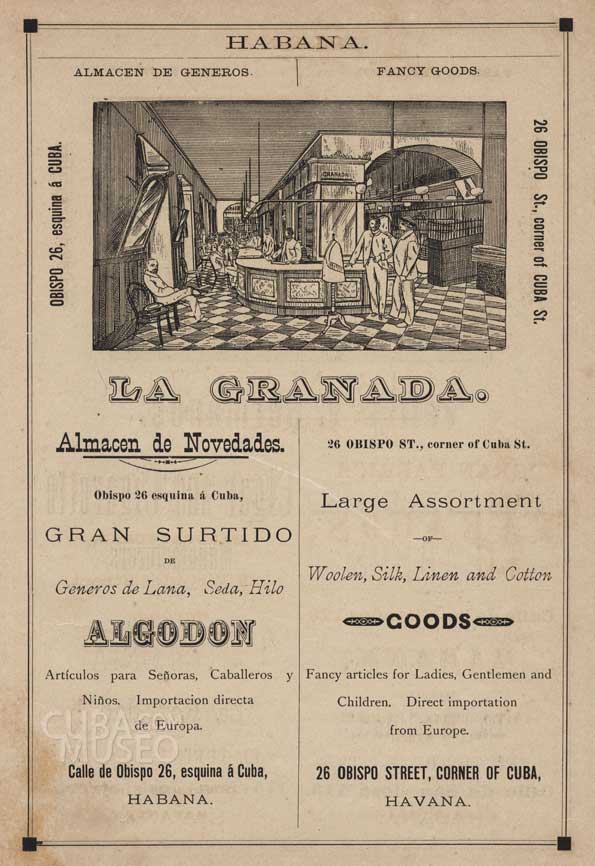 HABANA.
ALMACEN DE GENEROS.
FANCY GOODS.
OBISPO 26, esquina á CUBA.
26 OBISPO St., corner of CUBA St.
GRANADA
LA GRANADA.
Almacen de Novedades.
Obispo 26 esquina á Cuba,
GRAN SURTIDO
DE
Generos de Lana, Seda, Hilo
ALGODON
Artículos para Señoras, Caballeros y
Niños. Importacion directa
de Europa.
Calle de Obispo 26, esquina á Cuba,
HABANA.
26 OBISPO ST., corner of Cuba St.
Large Assortment
—OF—
Woolen, Silk, Linen and Cotton
GOODS
Fancy articles for Ladies, Gentlemen and
Children. Direct importation
from Europe.
26 OBISPO STREET, CORNER OF CUBA,
HAVANA.
CUBA
MUSEO